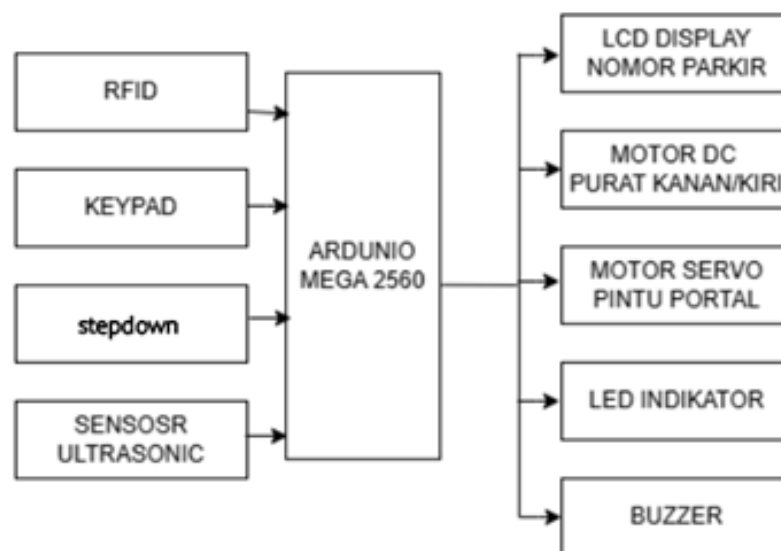 RFID
KEYPAD
stepdown
SENSOSR
ULTRASONIC
ARDUNIO
MEGA 2560
LCD DISPLAY
NOMOR PARKIR
MOTOR DC
PURAT KANAN/KIRI
MOTOR SERVO
PINTU PORTAL
LED INDIKATOR
BUZZER